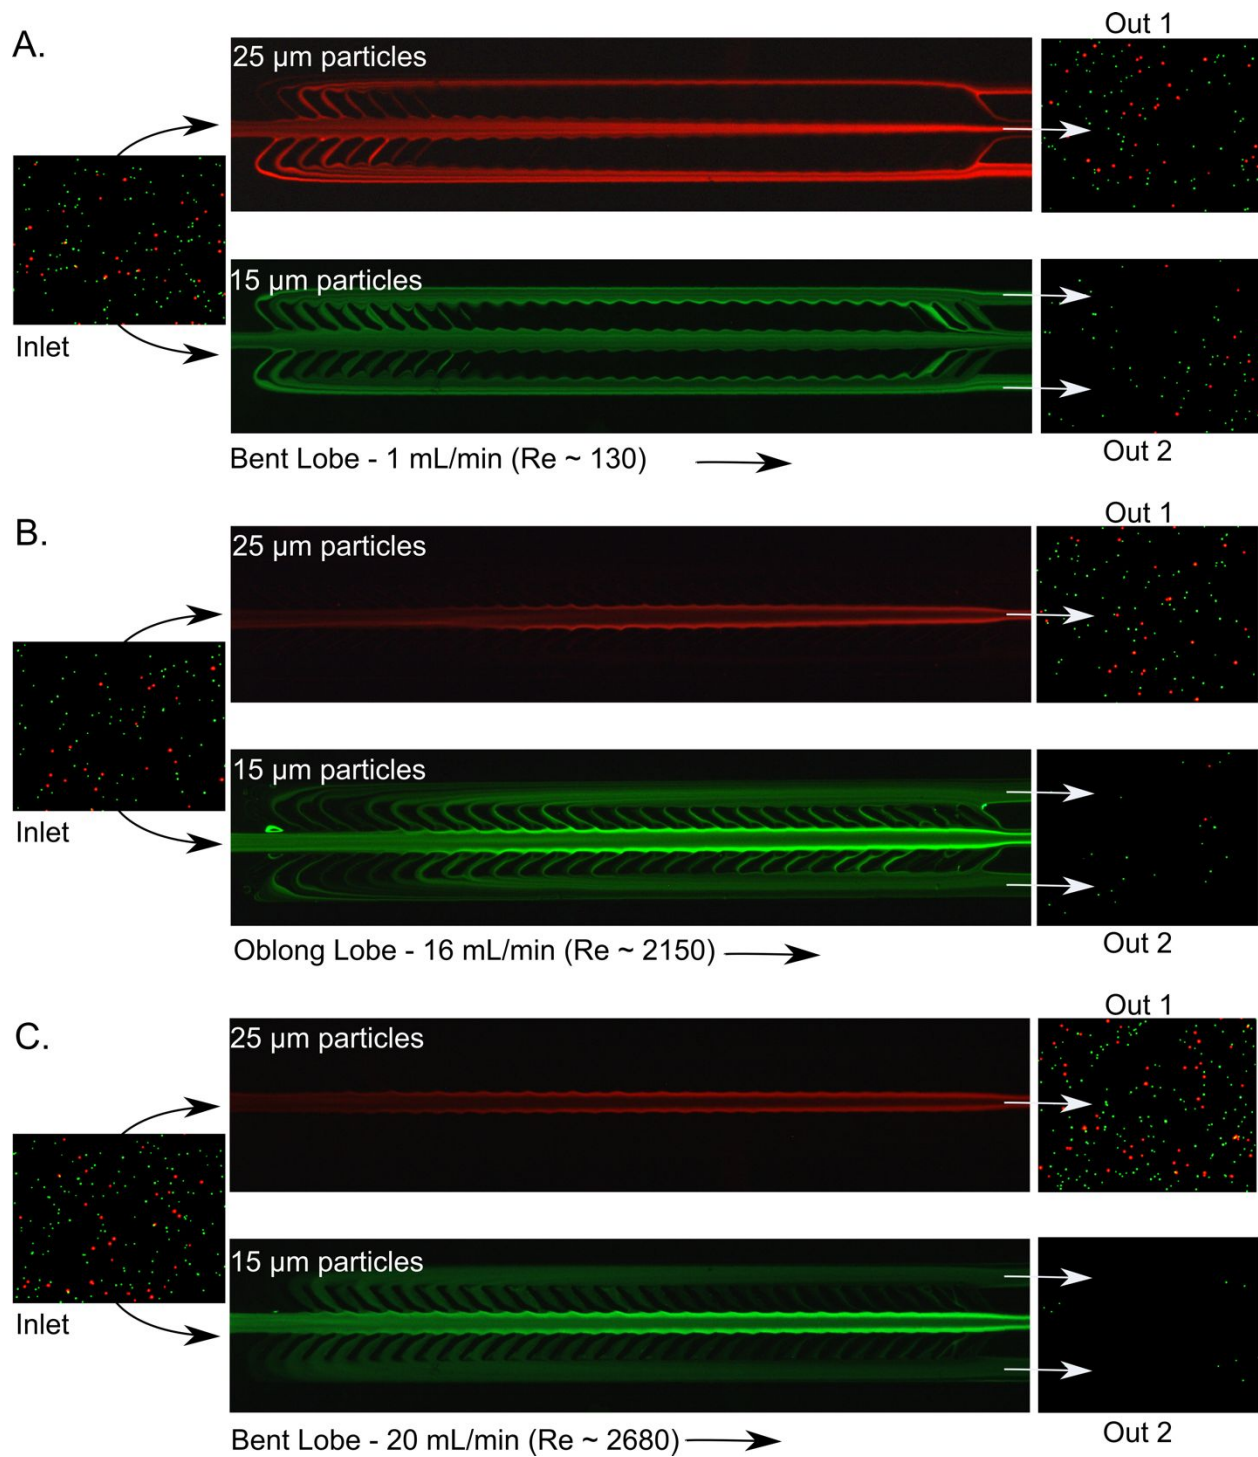 A.
25 µm particles
Out 1
Inlet
15 µm particles
Out 2
Bent Lobe - 1 mL/min (Re ~ 130)
B.
25 µm particles
Out 1
Inlet
15 µm particles
Out 2
Oblong Lobe - 16 mL/min (Re ~ 2150)
C.
25 µm particles
Out 1
Inlet
15 µm particles
Out 2
Bent Lobe - 20 mL/min (Re ~ 2680)